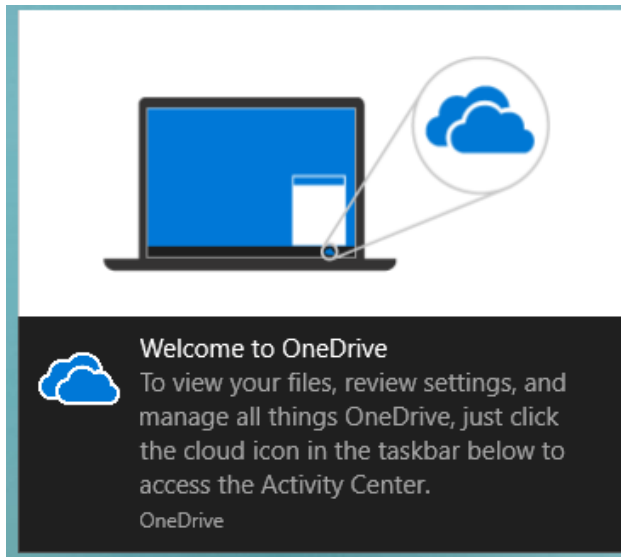 Welcome to OneDrive
To view your files, review settings, and
manage all things OneDrive, just click
the cloud icon in the taskbar below to
access the Activity Center.
OneDrive